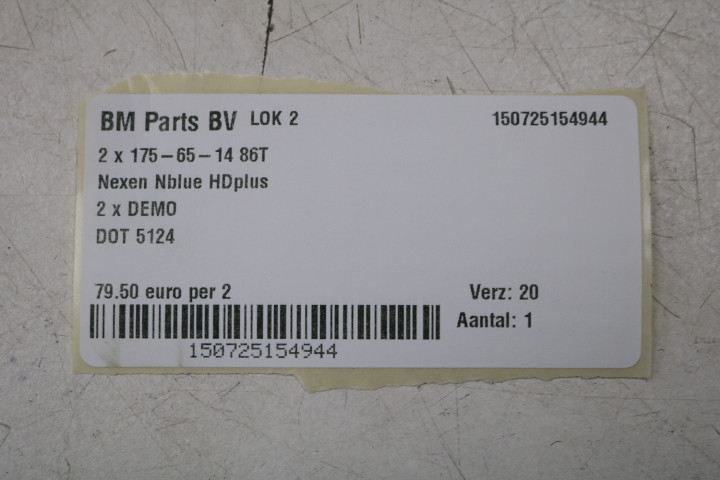 BM Parts BV LOK 2 150725154944
2 x 175-65-14 86T
Nexen Nblue HDplus
2 x DEMO
DOT 5124
79.50 euro per 2 Verz: 20
Aantal: 1
150725154944